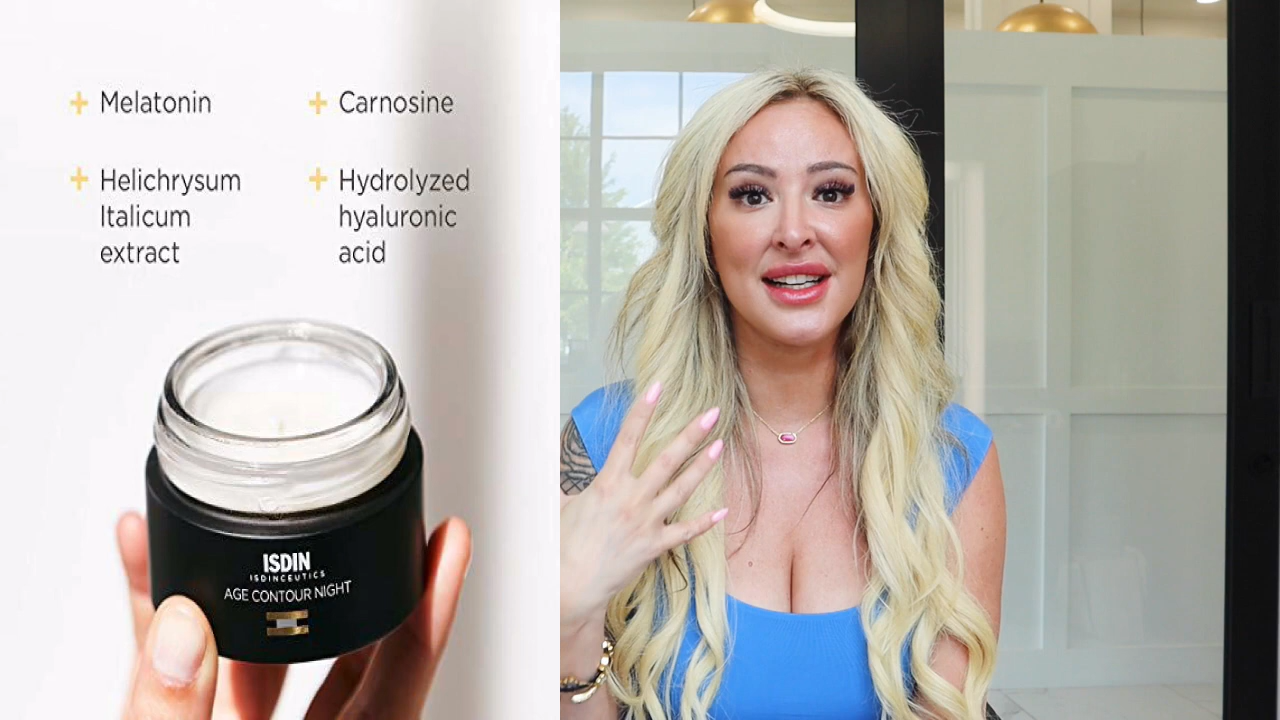 + Melatonin
+ Carnosine
+ Helichrysum
Italicum
extract
+ Hydrolyzed
hyaluronic
acid
ISDIN
ISDINCEUTICS
AGE CONTOUR NIGHT